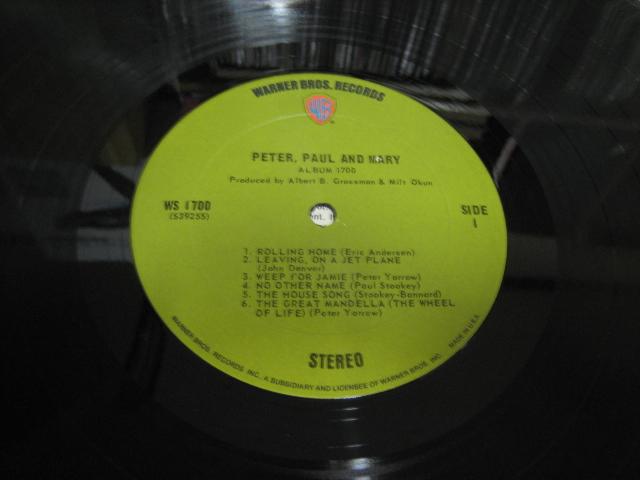 WARNER BROS. RECORDS
WB
PETER, PAUL AND MARY
ALBUM 1700
Produced by Albert B. Grossman & Milt Okun
WS 1700
(S39255)
SIDE
1
1. ROLLING HOME (Eric Andersen)
2. LEAVING, ON A JET PLANE
(John Denver)
3. WEEP FOR JAMIE (Peter Yarrow)
4. NO OTHER NAME (Paul Stookey)
5. THE HOUSE SONG (Stookey-Bannard)
6. THE GREAT MANDELLA (THE WHEEL
OF LIFE) (Peter Yarrow)
STEREO
WARNER BROS. RECORDS INC. A SUBSIDIARY AND LICENSEE OF WARNER BROS. INC. MADE IN U.S.A.